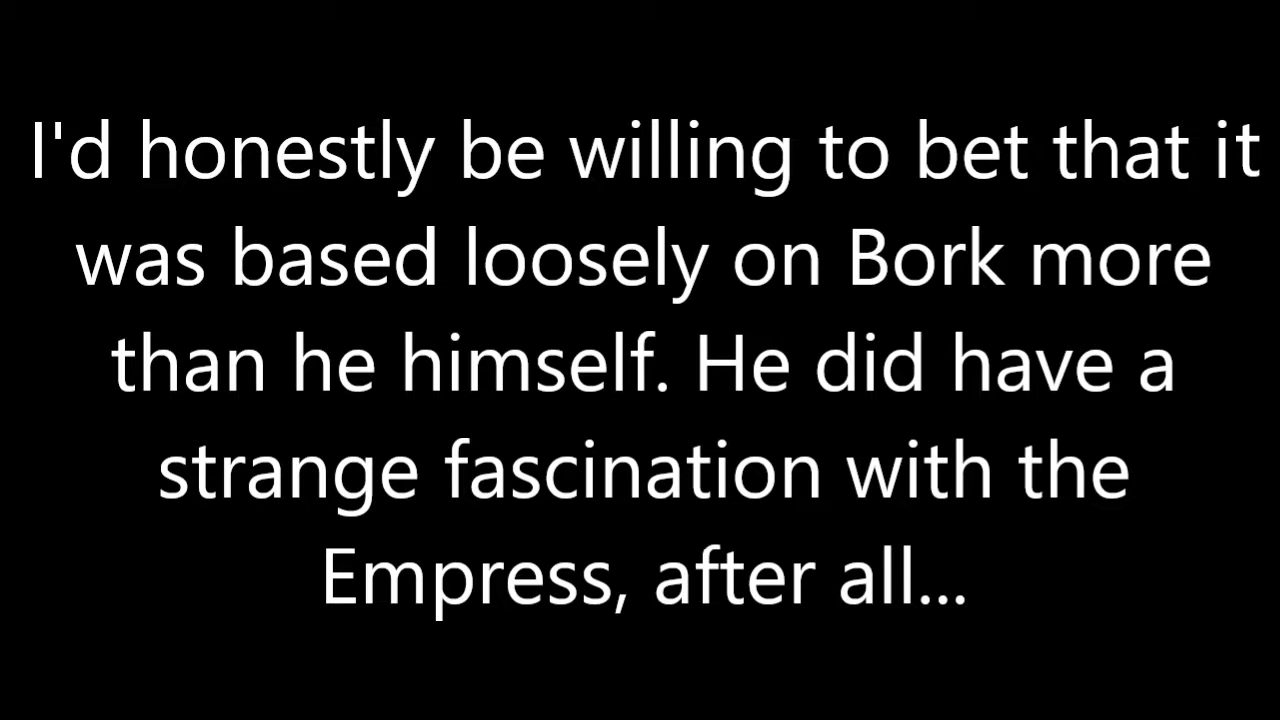 I'd honestly be willing to bet that it
was based loosely on Bork more
than he himself. He did have a
strange fascination with the
Empress, after all...